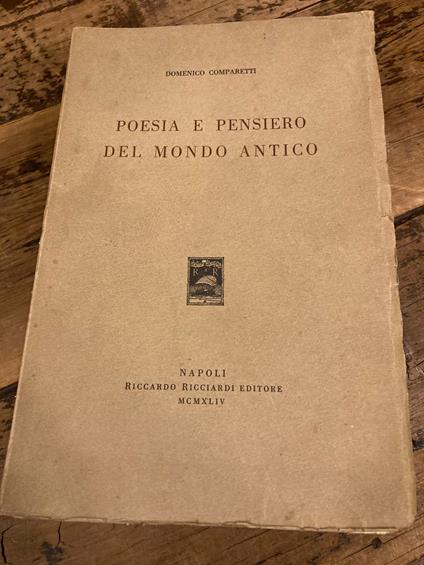 DOMENICO COMPARETTI
POESIA E PENSIERO
DEL MONDO ANTICO
R R
NAPOLI
RICCARDO RICCIARDI EDITORE
MCMXLIV